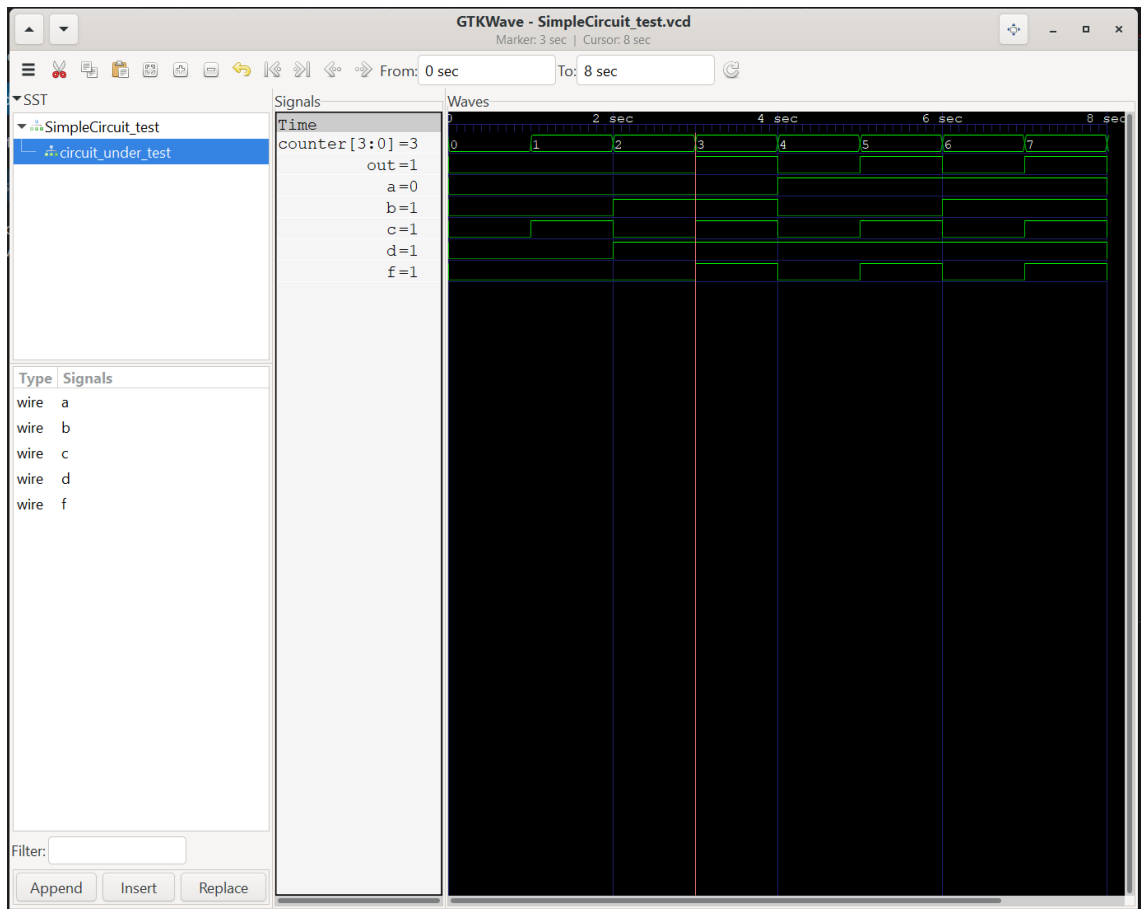 GTKWave - SimpleCircuit_test.vcd
Marker: 3 sec | Cursor: 8 sec
From: 0 sec To: 8 sec
SST
SimpleCircuit_test
circuit_under_test
Type Signals
wire a
wire b
wire c
wire d
wire f
Filter:
Append Insert Replace
Signals
Time
counter[3:0]=3
out=1
a=0
b=1
c=1
d=1
f=1
Waves
0 2 sec 4 sec 6 sec 8 sec
0 1 2 3 4 5 6 7